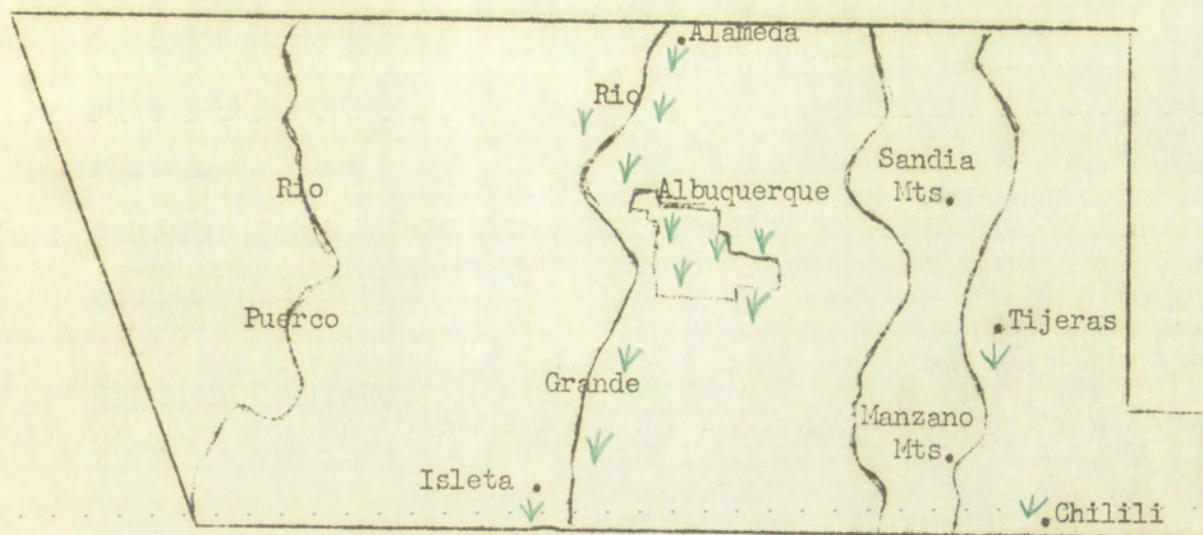 Alameda
Rio
Sandia
Mts.
Rio
Albuquerque
Puerco
Tijeras
Grande
Manzano
Mts.
Isleta
Chilili